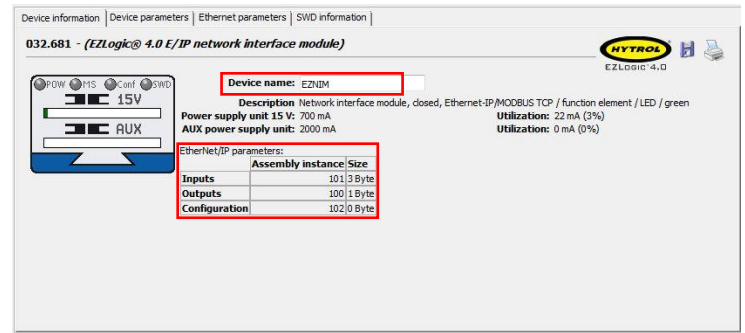 Device information | Device parameters | Ethernet parameters | SWD information
032.681 - (EZLogic® 4.0 E/IP network interface module)
HYTROL
EZLOGIC®4.0
POW MS Conf SWD
15V
AUX
Device name: EZNIM
Description Network interface module, closed, Ethernet-IP/MODBUS TCP / function element / LED / green
Power supply unit 15 V: 700 mA Utilization: 22 mA (3%)
AUX power supply unit: 2000 mA Utilization: 0 mA (0%)
EtherNet/IP parameters:
Assembly instance Size
Inputs 101 3 Byte
Outputs 100 1 Byte
Configuration 102 0 Byte